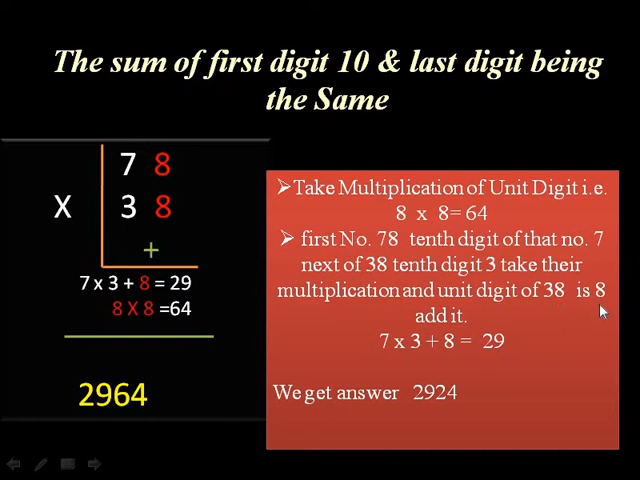 The sum of first digit 10 & last digit being
the Same
7 8
X 3 8
+
7 x 3 + 8 = 29
8 X 8 =64
2964
➢Take Multiplication of Unit Digit i.e.
8 x 8= 64
➢ first No. 78 tenth digit of that no. 7
next of 38 tenth digit 3 take their
multiplication and unit digit of 38 is 8
add it.
7 x 3 + 8 = 29
We get answer 2924